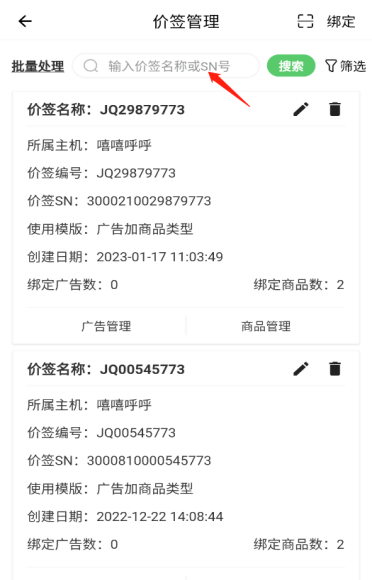 价签管理 绑定
批量处理 输入价签名称或SN号 搜索 筛选
价签名称：JQ29879773
所属主机：嘻嘻呼呼
价签编号：JQ29879773
价签SN：3000210029879773
使用模版：广告加商品类型
创建日期：2023-01-17 11:03:49
绑定广告数：0 绑定商品数：2
广告管理 商品管理
价签名称：JQ00545773
所属主机：嘻嘻呼呼
价签编号：JQ00545773
价签SN：3000810000545773
使用模版：广告加商品类型
创建日期：2022-12-22 14:08:44
绑定广告数：0 绑定商品数：2